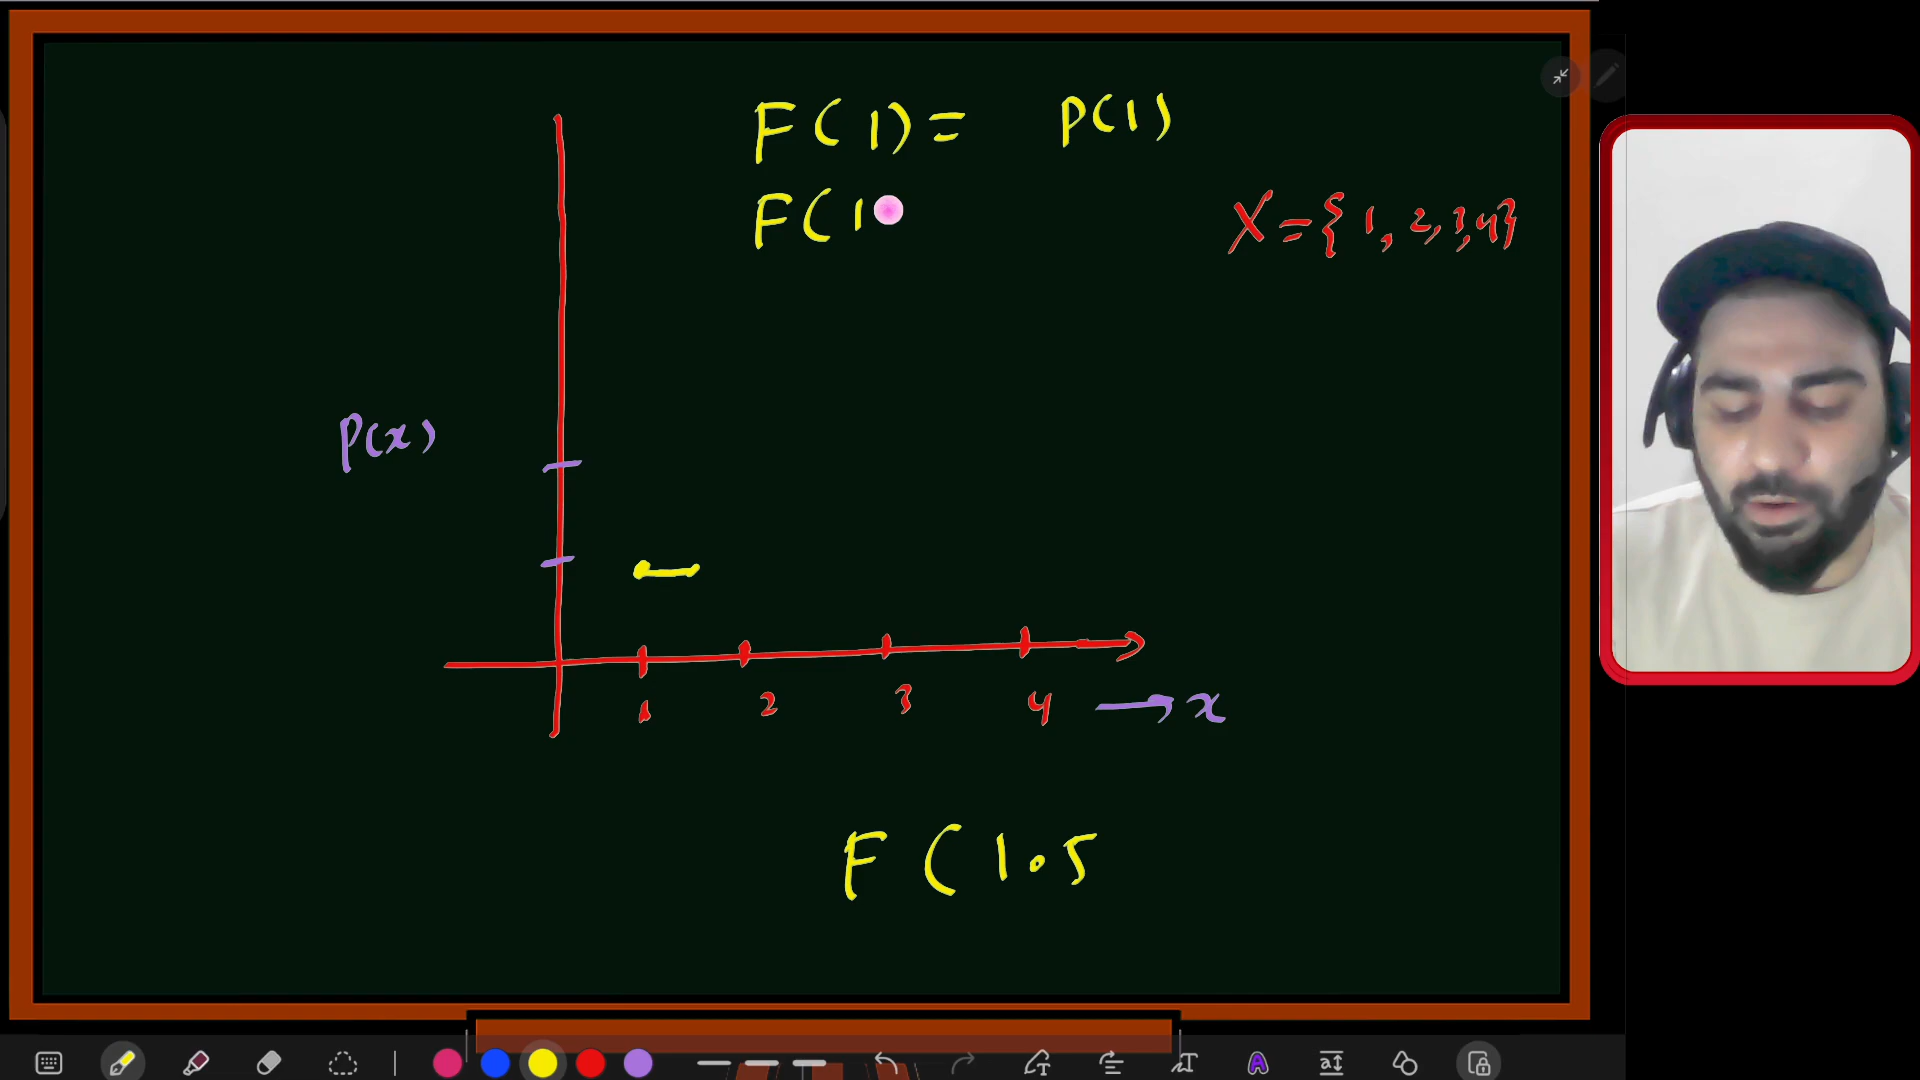 F(1) = P(1)
F(1
X = {1, 2, 3, 4}
P(x)
1 2 3 4 → x
F(1.5